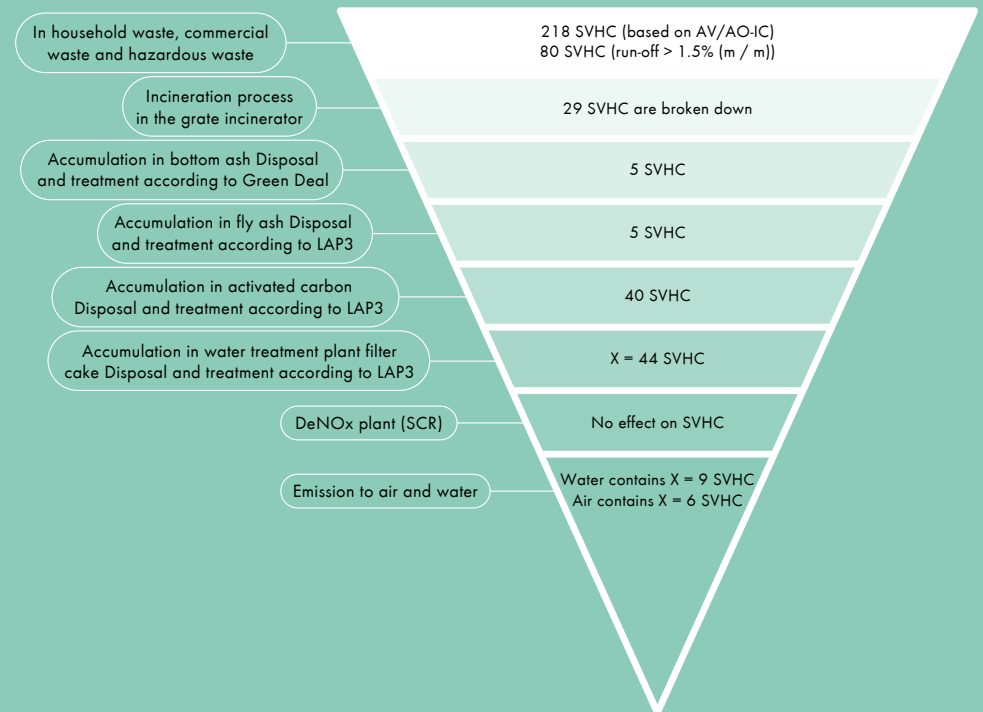 In household waste, commercial
waste and hazardous waste
218 SVHC (based on AV/AO-IC)
80 SVHC (run-off > 1.5% (m / m))
Incineration process
in the grate incinerator
29 SVHC are broken down
Accumulation in bottom ash Disposal
and treatment according to Green Deal
5 SVHC
Accumulation in fly ash Disposal
and treatment according to LAP3
5 SVHC
Accumulation in activated carbon
Disposal and treatment according to LAP3
40 SVHC
Accumulation in water treatment plant filter
cake Disposal and treatment according to LAP3
X = 44 SVHC
DeNOx plant (SCR)
No effect on SVHC
Emission to air and water
Water contains X = 9 SVHC
Air contains X = 6 SVHC